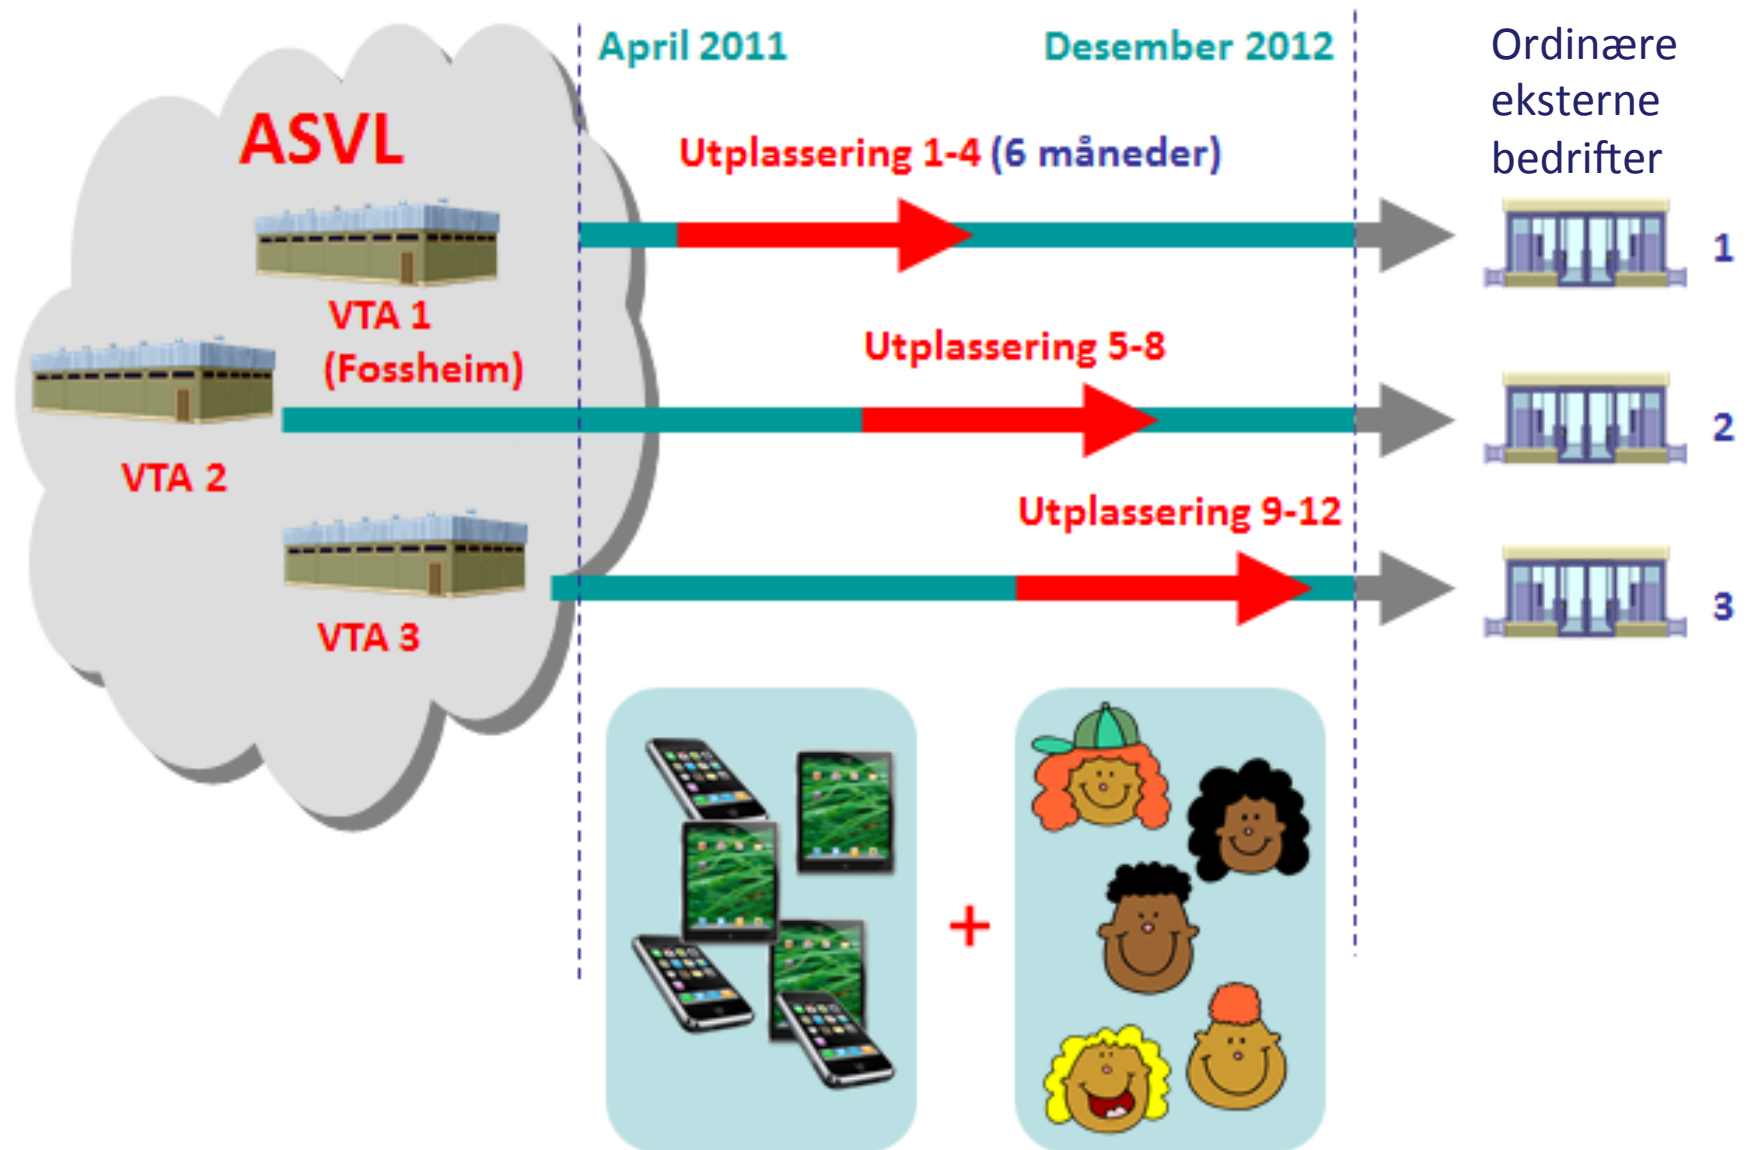 April 2011
Desember 2012
Ordinære
eksterne
bedrifter
ASVL
Utplassering 1-4 (6 måneder)
1
VTA 1
(Fossheim)
Utplassering 5-8
2
VTA 2
Utplassering 9-12
3
VTA 3
+